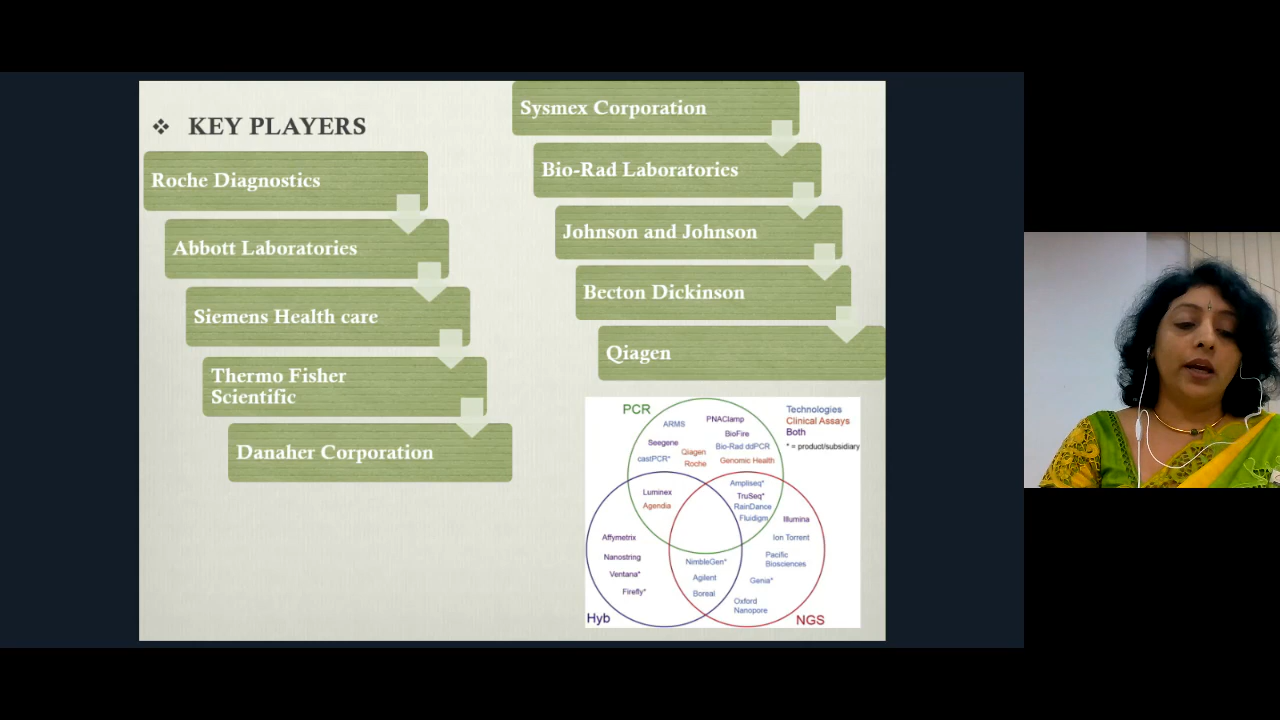 ❖ KEY PLAYERS
Roche Diagnostics
Abbott Laboratories
Siemens Health care
Thermo Fisher
Scientific
Danaher Corporation
Sysmex Corporation
Bio-Rad Laboratories
Johnson and Johnson
Becton Dickinson
Qiagen
PCR
ARMS
PNAClamp
BioFire
Seegene
Bio-Rad ddPCR
castPCR*
Qiagen
Roche
Genomic Health
Technologies
Clinical Assays
Both
* = product/subsidiary
Luminex
Agendia
Ampliseq*
TruSeq*
RainDance
Fluidigm
Illumina
Ion Torrent
Pacific
Biosciences
Genia*
Oxford
Nanopore
Affymetrix
Nanostring
Ventana*
Firefly*
NimbleGen*
Agilent
Boreal
Hyb
NGS